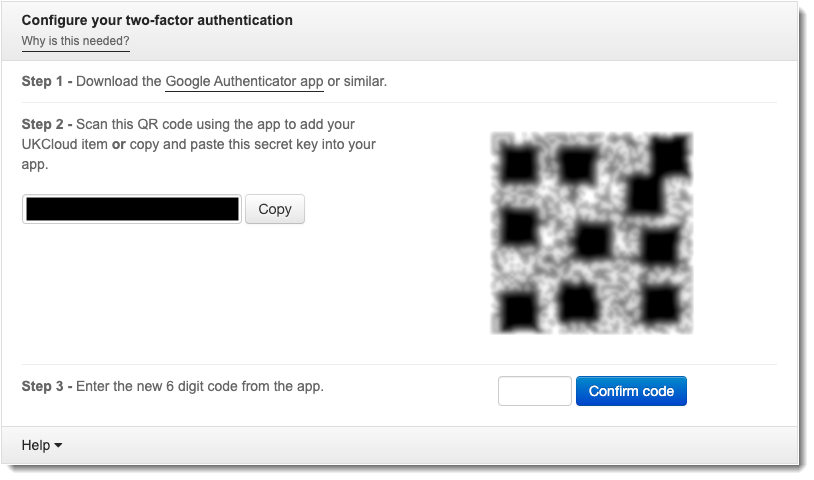 Configure your two-factor authentication
Why is this needed?
Step 1 - Download the Google Authenticator app or similar.
Step 2 - Scan this QR code using the app to add your
UKCloud item or copy and paste this secret key into your
app.
Copy
Step 3 - Enter the new 6 digit code from the app.
Confirm code
Help